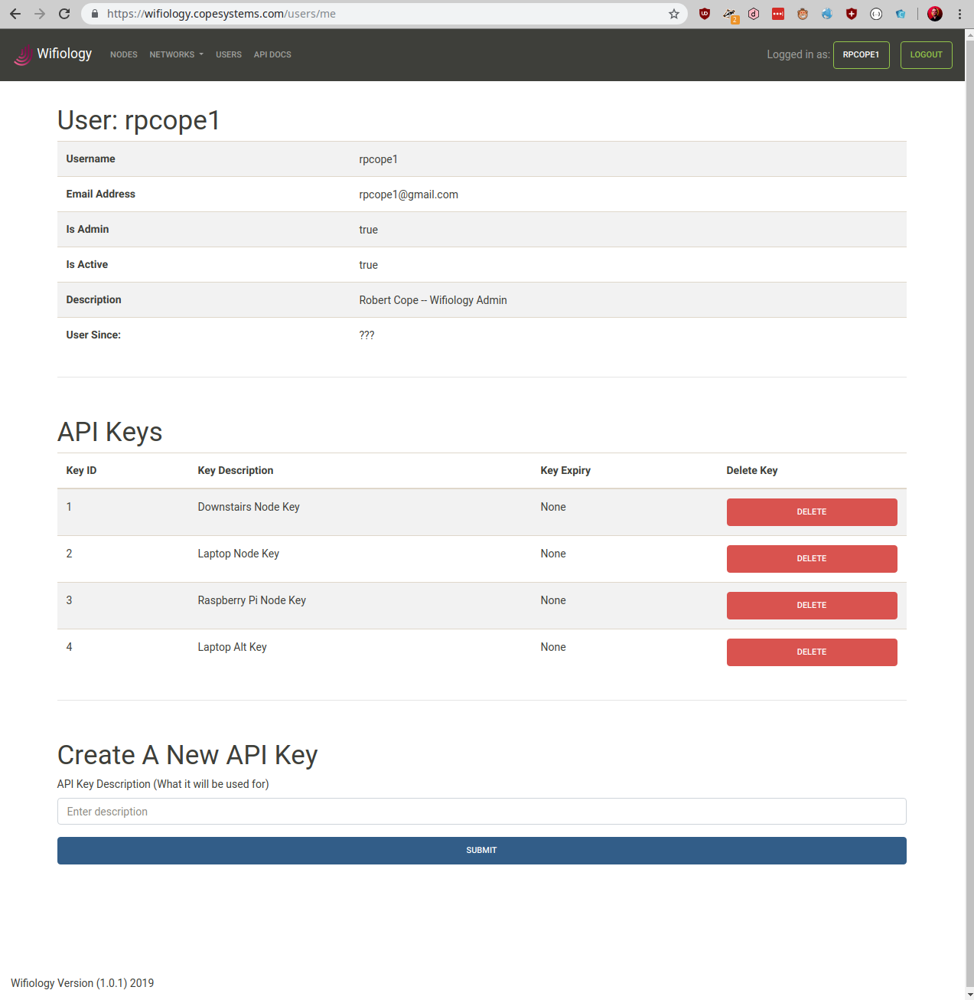 https://wifiology.copesystems.com/users/me
2
Wifiology NODES NETWORKS USERS API DOCS Logged in as: RPCOPE1 LOGOUT
User: rpcope1
Username rpcope1
Email Address rpcope1@gmail.com
Is Admin true
Is Active true
Description Robert Cope -- Wifiology Admin
User Since: ???
API Keys
Key ID Key Description Key Expiry Delete Key
1 Downstairs Node Key None DELETE
2 Laptop Node Key None DELETE
3 Raspberry Pi Node Key None DELETE
4 Laptop Alt Key None DELETE
Create A New API Key
API Key Description (What it will be used for)
Enter description
SUBMIT
Wifiology Version (1.0.1) 2019